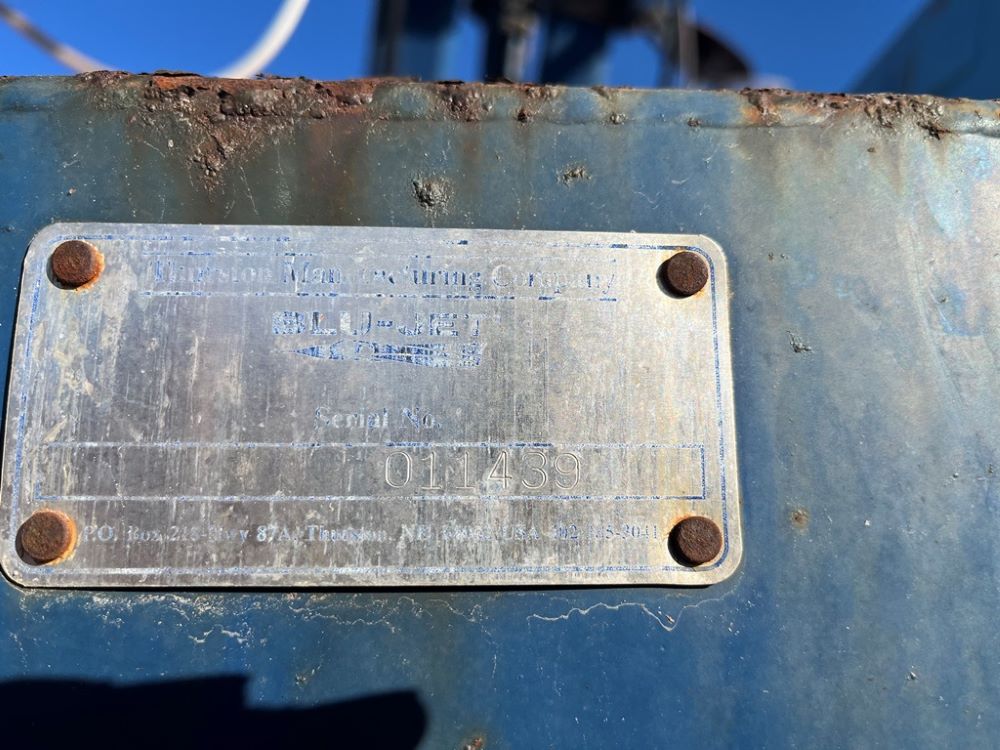 Thurston Manufacturing Company
BLU-JET
Serial No.
011439
P.O. Box 218-Hwy 87A, Thurston, NE USA